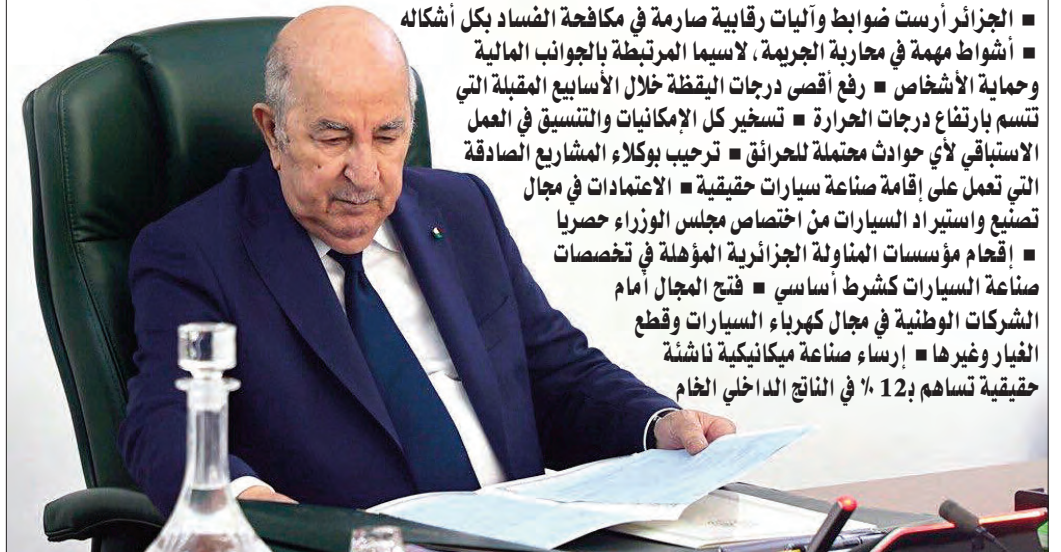 ■ الجزائر أرست ضوابط وآليات رقابية صارمة في مكافحة الفساد بكل أشكاله
■ أشواط مهمة في محاربة الجريمة، لاسيما المرتبطة بالجوانب المالية
وحماية الأشخاص ■ رفع أقصى درجات اليقظة خلال الأسابيع المقبلة التي
تتسم بارتفاع درجات الحرارة ■ تسخير كل الإمكانيات والتنسيق في العمل
الاستباقي لأي حوادث محتملة للحرائق ■ ترحيب بوكلاء المشاريع الصادقة
التي تعمل على إقامة صناعة سيارات حقيقية ■ الاعتمادات في مجال
تصنيع واستيراد السيارات من اختصاص مجلس الوزراء حصريا
■ إقحام مؤسسات المناولة الجزائرية المؤهلة في تخصصات
صناعة السيارات كشرط أساسي ■ فتح المجال أمام
الشركات الوطنية في مجال كهرباء السيارات وقطع
الغيار وغيرها ■ إرساء صناعة ميكانيكية ناشئة
حقيقية تساهم بـ12 % في الناتج الداخلي الخام